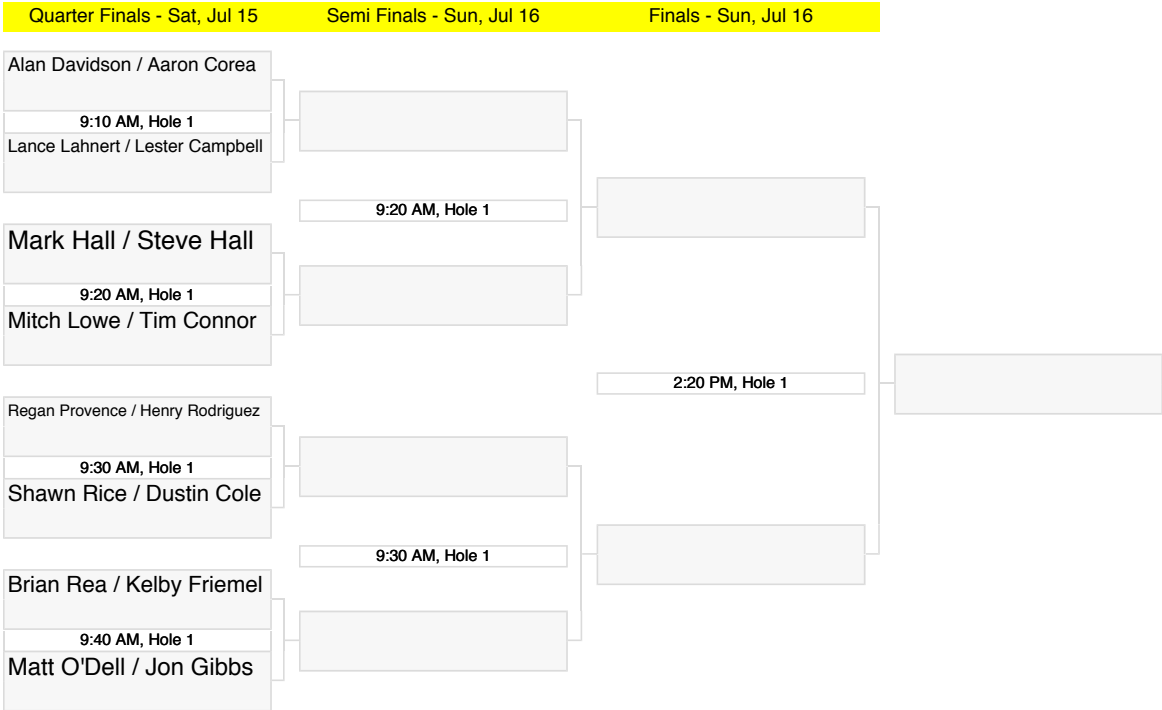 Quarter Finals - Sat, Jul 15
Semi Finals - Sun, Jul 16
Finals - Sun, Jul 16
Alan Davidson / Aaron Corea
9:10 AM, Hole 1
Lance Lahnert / Lester Campbell
9:20 AM, Hole 1
Mark Hall / Steve Hall
9:20 AM, Hole 1
Mitch Lowe / Tim Connor
2:20 PM, Hole 1
Regan Provence / Henry Rodriguez
9:30 AM, Hole 1
Shawn Rice / Dustin Cole
9:30 AM, Hole 1
Brian Rea / Kelby Friemel
9:40 AM, Hole 1
Matt O'Dell / Jon Gibbs